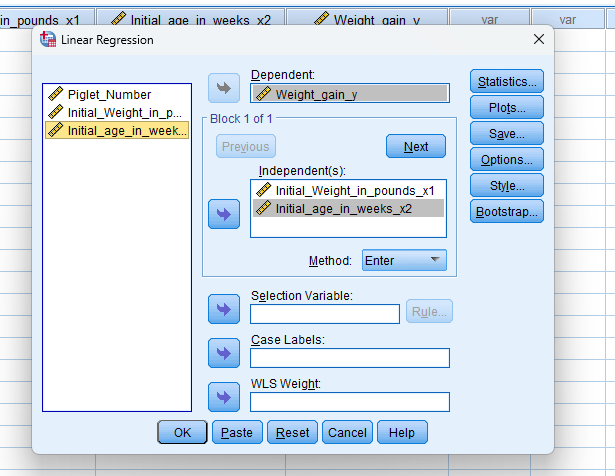 in_pounds_x1 Initial_age_in_weeks_x2 Weight_gain_y var var
Linear Regression
Piglet_Number
Initial_Weight_in_p...
Initial_age_in_week...
Dependent:
Weight_gain_y
Block 1 of 1
Previous
Next
Independent(s):
Initial_Weight_in_pounds_x1
Initial_age_in_weeks_x2
Method: Enter
Selection Variable:
Rule...
Case Labels:
WLS Weight:
Statistics...
Plots...
Save...
Options...
Style...
Bootstrap...
OK Paste Reset Cancel Help